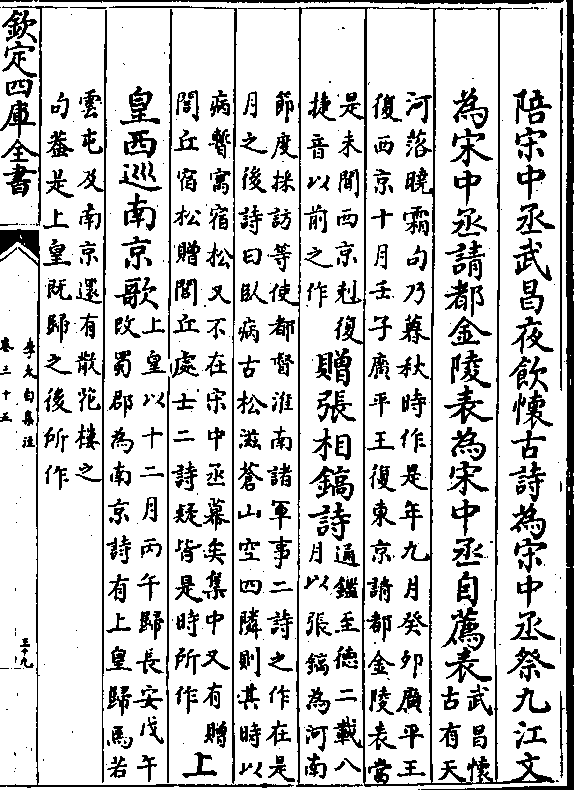 陪宋中丞武昌夜飲懷古詩為宋中丞祭九江文
為宋中丞請都金陵表為宋中丞自薦表
武昌懷
古有天
河落曉霜句乃暮秋時作是年九月癸卯廣平王
復西京十月壬子廣平王復東京請都金陵表當
是未聞西京剋復
捷音以前之作
贈張相鎬詩
通鑑至德二載八
月以張鎬為河南
節度採訪等使都督淮南諸軍事二詩之作在是
月之後詩曰臥病古松滋蒼山空四隣則其時以
病暫寓宿松又不在宋中丞幕矣集中又有贈
閭丘宿松贈閭丘處士二詩疑皆是時所作
上
皇西巡南京歌
上皇以十二月丙午歸長安戊午
改蜀郡為南京詩有上皇歸馬若
雲屯及南京還有散花樓之
句葢是上皇既歸之後所作
欽定四庫全書
李太白集注
卷三十五
三十九